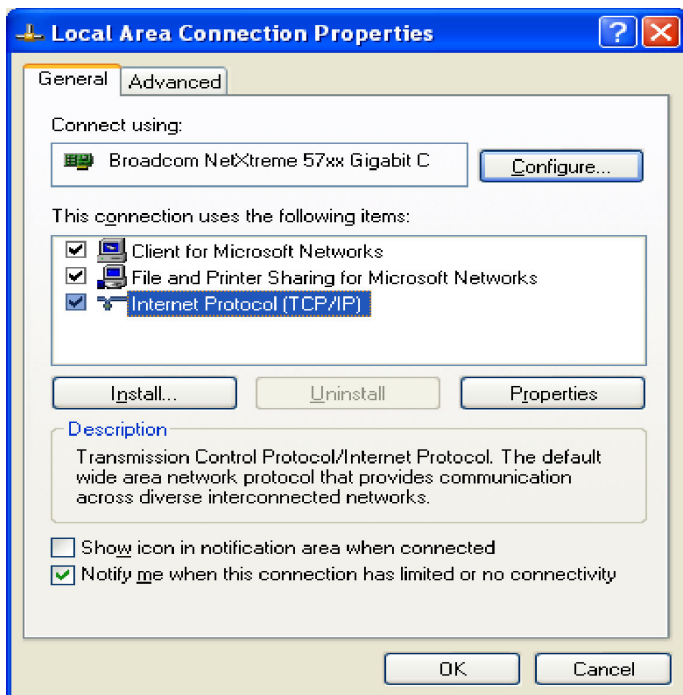 Local Area Connection Properties
General
Advanced
Connect using:
Broadcom NetXtreme 57xx Gigabit C
Configure...
This connection uses the following items:
Client for Microsoft Networks
File and Printer Sharing for Microsoft Networks
Internet Protocol (TCP/IP)
Install...
Uninstall
Properties
Description
Transmission Control Protocol/Internet Protocol. The default
wide area network protocol that provides communication
across diverse interconnected networks.
Show icon in notification area when connected
Notify me when this connection has limited or no connectivity
OK
Cancel